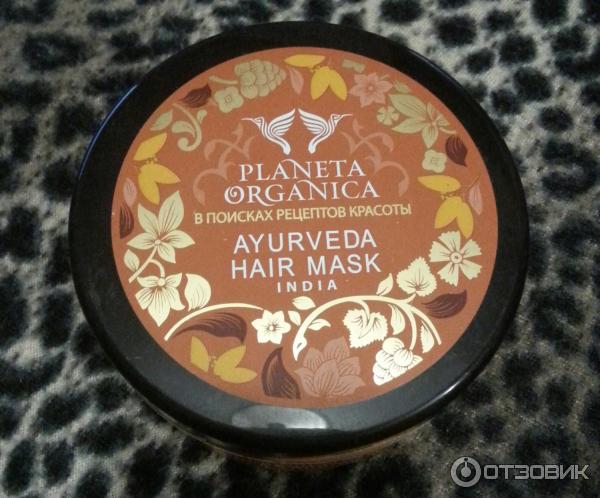 PLANETA
ORGANICA
В ПОИСКАХ РЕЦЕПТОВ КРАСОТЫ
AYURVEDA
HAIR MASK
INDIA
ОТЗОВИК